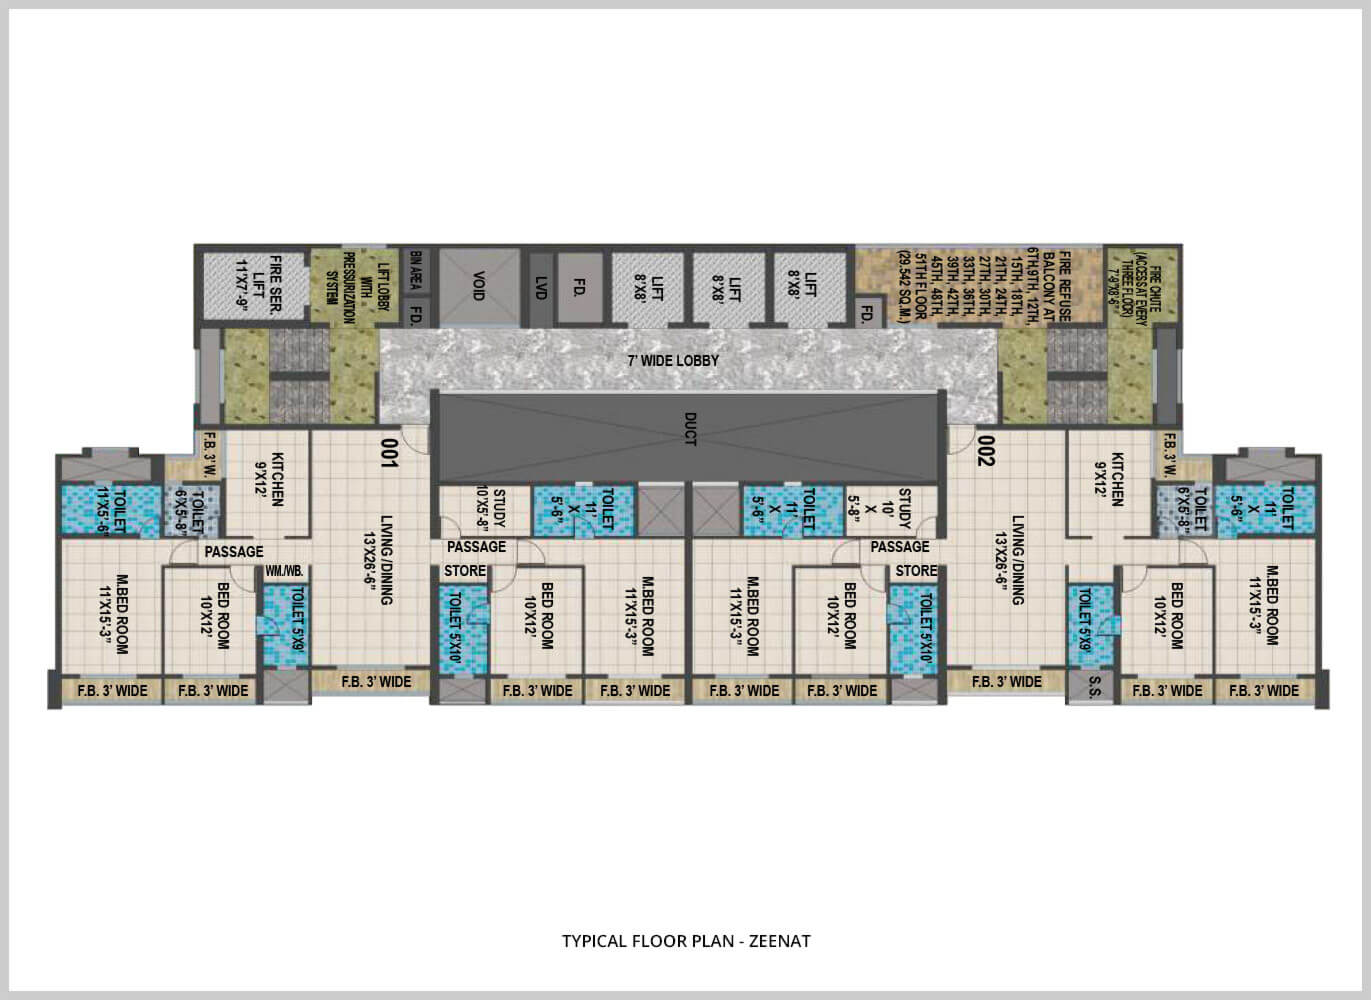 FIRE SER.
LIFT
11'X7'-9"
LIFT LOBBY
WITH
PRESSURIZATION
SYSTEM
BIN AREA
FD.
VOID
LVD
FD.
LIFT
8'X8'
LIFT
8'X8'
LIFT
8'X8'
FD.
FIRE REFUSE
BALCONY AT
6TH,9TH, 12TH,
15TH, 18TH,
21TH, 24TH,
27TH, 30TH,
33TH, 36TH,
39TH, 42TH,
45TH, 48TH,
51TH FLOOR
(29.542 SQ.M.)
FIRE CHUTE
(ACCESS AT EVERY
THREE FLOOR)
7'-9"X8'-6"
7' WIDE LOBBY
DUCT
F.B. 3' W.
KITCHEN
9'X12'
001
002
KITCHEN
9'X12'
F.B. 3' W.
TOILET
11'X5'-6"
TOILET
6'X5'-8"
STUDY
10'X5'-8"
TOILET
11'
X
5'-6"
TOILET
11'
X
5'-6"
STUDY
10'
X
5'-8"
TOILET
6'X5'-8"
TOILET
11'
X
5'-6"
PASSAGE
WM./WB.
LIVING /DINING
13'X26'-6"
PASSAGE
STORE
PASSAGE
STORE
LIVING /DINING
13'X26'-6"
M.BED ROOM
11'X15'-3"
BED ROOM
10'X12'
TOILET 5'X9'
TOILET 5'X10'
BED ROOM
10'X12'
M.BED ROOM
11'X15'-3"
M.BED ROOM
11'X15'-3"
BED ROOM
10'X12'
TOILET 5'X10'
TOILET 5'X9'
BED ROOM
10'X12'
M.BED ROOM
11'X15'-3"
F.B. 3' WIDE
F.B. 3' WIDE
F.B. 3' WIDE
F.B. 3' WIDE
F.B. 3' WIDE
F.B. 3' WIDE
F.B. 3' WIDE
F.B. 3' WIDE
S.S.
F.B. 3' WIDE
F.B. 3' WIDE
TYPICAL FLOOR PLAN - ZEENAT